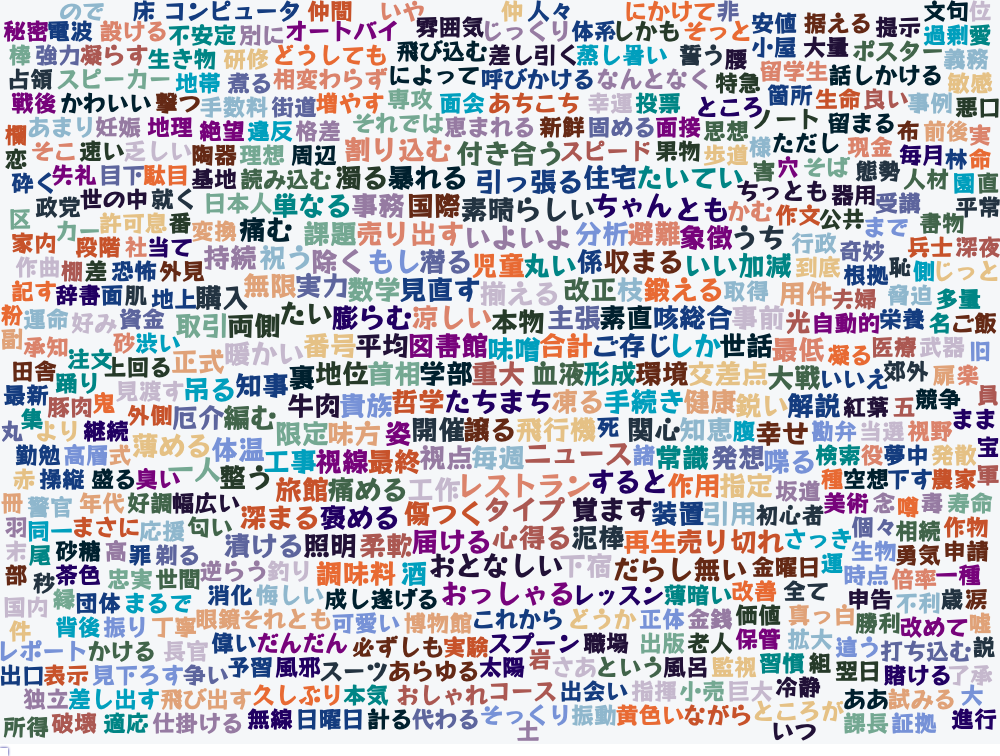 ので 床 コンピュータ 仲間 いや 仲 人々 にかけて 非 文句 位
秘密 電波 設ける 不安定 別に オートバイ 雰囲気 じっくり 体系 しかも そっと 安値 据える 提示 過剰 愛
棒 強力 凝らす 生き物 研修 どうしても 飛び込む 差し引く 蒸し暑い 誓う 腰 小屋 大量 ポスター 義務
占領 スピーカー 地帯 煮る 相変わらず によって 呼びかける なんとなく 特急 留学生 話しかける 敏感
戦後 かわいい 撃つ 手数料 街道 増やす 専攻 面会 あちこち 幸運 投票 ところ 箇所 生命 良い 事例 悪口
欄 あまり 妊娠 地理 絶望 違反 格差 それでは 恵まれる 新鮮 固める 面接 思想 ノート 留まる 布 前後 実
恋 そこ 速い 乏しい 陶器 理想 周辺 割り込む 付き合う スピード 果物 歩道 様 ただし 現金 毎月 林 命
砕く 失礼 目下 駄目 基地 読み込む 濁る 暴れる 引っ張る 住宅 たいてい 害 穴 そば 態勢 人材 園 直
区 政党 世の中 就く 日本人 単なる 事務 国際 素晴らしい ちゃんと も ちっとも 器用 受講 平常
カー 許可 息 番 変換 痛む 課題 売り出す いよいよ 分析 避難 象徴 うち かむ 作文 公共 まで 書物
家内 段階 社 当て 持続 祝う 除く もし 潜る 児童 丸い 係 収まる いい 加減 行政 奇妙 兵士 深夜
作曲 棚 差 恐怖 外見 無限 実力 数学 見直す 揃える 改正 枝 鍛える 取得 到底 根拠 恥 側 じっと
記す 辞書 面 肌 地上 購入 たい 膨らむ 涼しい 本物 主張 素直 咳 総合 事前 用件 夫婦 脅迫 多量
粉 運命 好み 資金 取引 両側 光 自動的 栄養 名 ご飯
副 承知 砂 渋い 正式 暖かい 番号 平均 図書館 味噌 合計 ご存じ しか 世話 最低 凝る 医療 武器 旧
田舎 注文 上回る 裏 地位 首相 学部 重大 血液 形成 環境 交差点 大戦 いいえ 郊外 扉 楽
最新 踊り 見渡す 吊る 知事 牛肉 貴族 哲学 たちまち 凍る 手続き 健康 鋭い 解説 紅葉 五 競争 員
集 豚肉 鬼 外側 厄介 編む 限定 味方 姿 開催 譲る 飛行機 死 関心 知恵 腹 幸せ 勘弁 当選 視野 まま
丸 より 継続 薄める 体温 工事 視線 最終 視点 毎週 ニュース 諸 常識 発想 喋る 検索 役 夢中 発散 宝
勤勉 高層 式 一人 整う 旅館 痛める 工作 レストラン すると 作用 指定 坂道 種 空想 下す 農家 軍
赤 操縦 盛る 臭い 深まる 褒める 傷つく タイプ 覚ます 装置 引用 初心者 美術 念 噂 毒 寿命
冊 警官 年代 好調 幅広い 漬ける 照明 柔軟 届ける 心得る 泥棒 再生 売り切れ さっき 個々 相続 作物
羽 同一 まさに 応援 匂い おとなしい 下宿 だらし無い 金曜日 運 生物 勇気 申請
末 尾 砂糖 高 罪 剃る 逆らう 釣り 調味料 酒 おっしゃる レッスン 薄暗い 改善 全て 時点 倍率 一種
部 秒 茶色 忠実 世間 消化 悔しい 成し遂げる 申告 不利 歳 涙
国内 縁 団体 まるで 眼鏡 それとも 可愛い 博物館 これから どうか 正体 金銭 価値 真っ白 勝利 改めて 嘘
件 背後 振り 丁寧 偉い だんだん 必ずしも 実験 スプーン 職場 出版 老人 保管 拡大 違う 打ち込む 説
レポート かける 長官 予習 風邪 スーツ あらゆる 太陽 岩 さあ という 風呂 監視 習慣 組 翌日 賭ける 了承
出口 表示 見下ろす 争い 久しぶり 本気 おしゃれ コース 出会い 指揮 小売 巨大 冷静 ああ 試みる 大
独立 差し出す 飛び出す 無線 日曜日 計る 代わる そっくり 振動 黄色い ながら ところが 課長 証拠 進行
所得 破壊 適応 仕掛ける 土 いつ